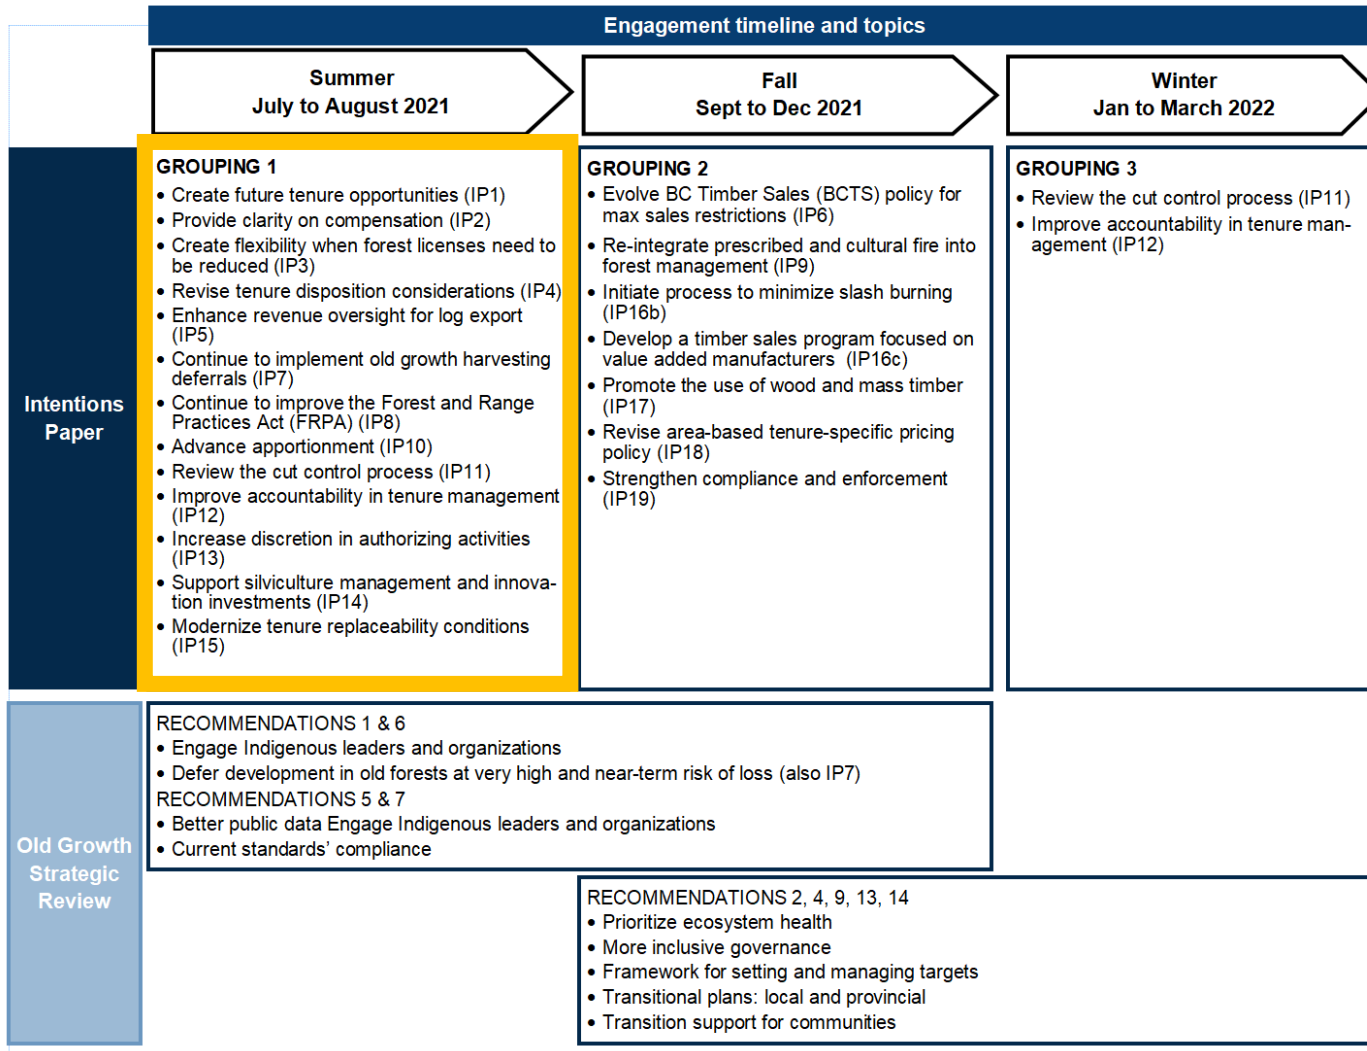 Engagement timeline and topics
Summer
July to August 2021
Fall
Sept to Dec 2021
Winter
Jan to March 2022
Intentions
Paper
GROUPING 1
• Create future tenure opportunities (IP1)
• Provide clarity on compensation (IP2)
• Create flexibility when forest licenses need to
be reduced (IP3)
• Revise tenure disposition considerations (IP4)
• Enhance revenue oversight for log export
(IP5)
• Continue to implement old growth harvesting
deferrals (IP7)
• Continue to improve the Forest and Range
Practices Act (FRPA) (IP8)
• Advance apportionment (IP10)
• Review the cut control process (IP11)
• Improve accountability in tenure management
(IP12)
• Increase discretion in authorizing activities
(IP13)
• Support silviculture management and innova-
tion investments (IP14)
• Modernize tenure replaceability conditions
(IP15)
GROUPING 2
• Evolve BC Timber Sales (BCTS) policy for
max sales restrictions (IP6)
• Re-integrate prescribed and cultural fire into
forest management (IP9)
• Initiate process to minimize slash burning
(IP16b)
• Develop a timber sales program focused on
value added manufacturers (IP16c)
• Promote the use of wood and mass timber
(IP17)
• Revise area-based tenure-specific pricing
policy (IP18)
• Strengthen compliance and enforcement
(IP19)
GROUPING 3
• Review the cut control process (IP11)
• Improve accountability in tenure man-
agement (IP12)
Old Growth
Strategic
Review
RECOMMENDATIONS 1 & 6
• Engage Indigenous leaders and organizations
• Defer development in old forests at very high and near-term risk of loss (also IP7)
RECOMMENDATIONS 5 & 7
• Better public data Engage Indigenous leaders and organizations
• Current standards’ compliance
RECOMMENDATIONS 2, 4, 9, 13, 14
• Prioritize ecosystem health
• More inclusive governance
• Framework for setting and managing targets
• Transitional plans: local and provincial
• Transition support for communities